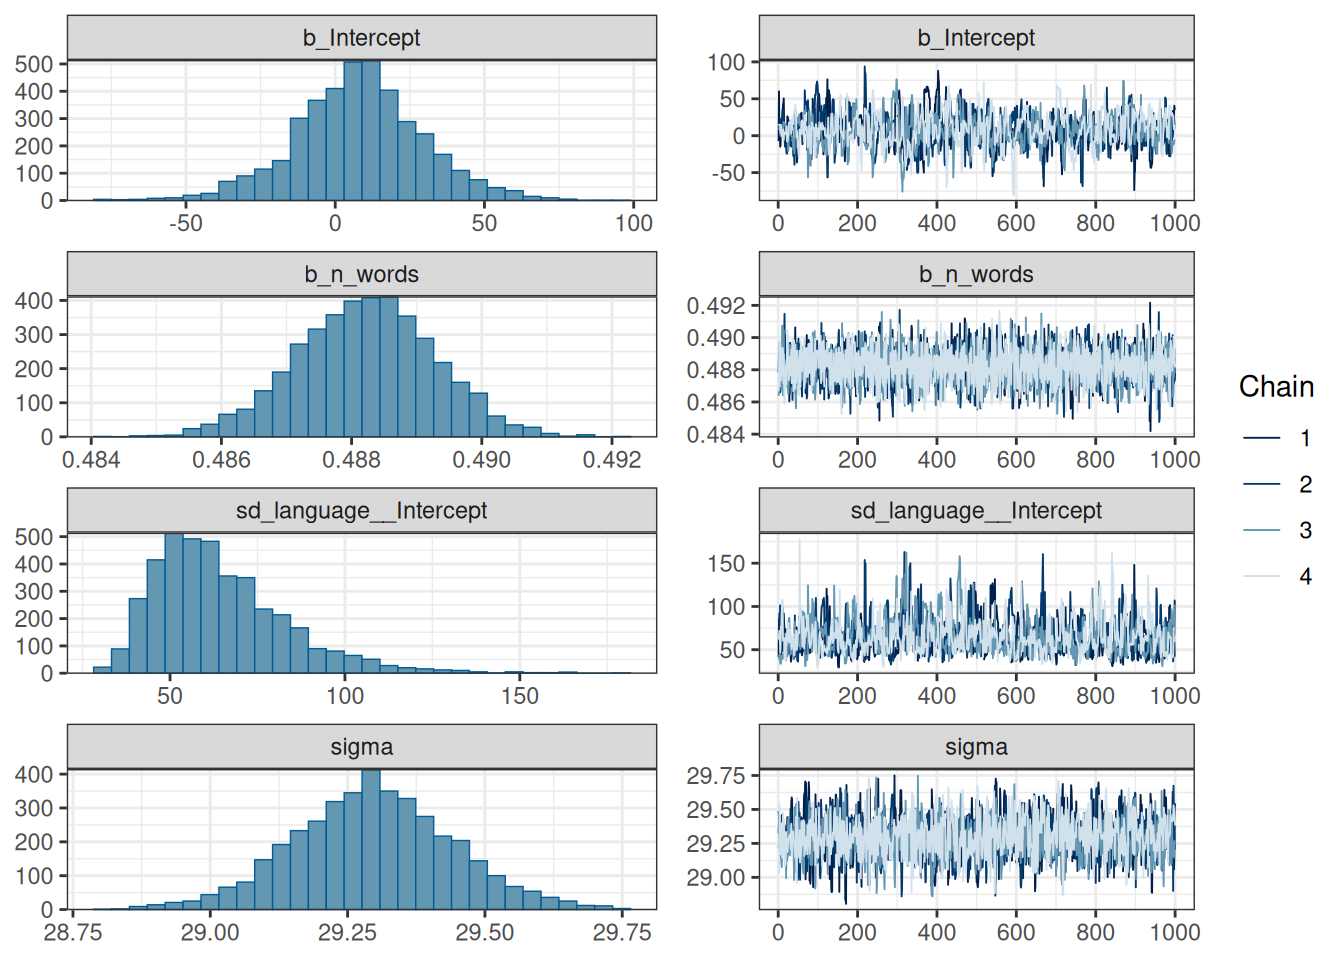 b_Intercept
500
400
300
200
100
0
-50 0 50 100
b_Intercept
100
50
0
-50
0 200 400 600 800 1000
b_n_words
400
300
200
100
0
0.484 0.486 0.488 0.490 0.492
b_n_words
0.492
0.490
0.488
0.486
0.484
0 200 400 600 800 1000
sd_language__Intercept
500
400
300
200
100
0
50 100 150
sd_language__Intercept
150
100
50
0 200 400 600 800 1000
sigma
400
300
200
100
0
28.75 29.00 29.25 29.50 29.75
sigma
29.75
29.50
29.25
29.00
0 200 400 600 800 1000
Chain
1
2
3
4